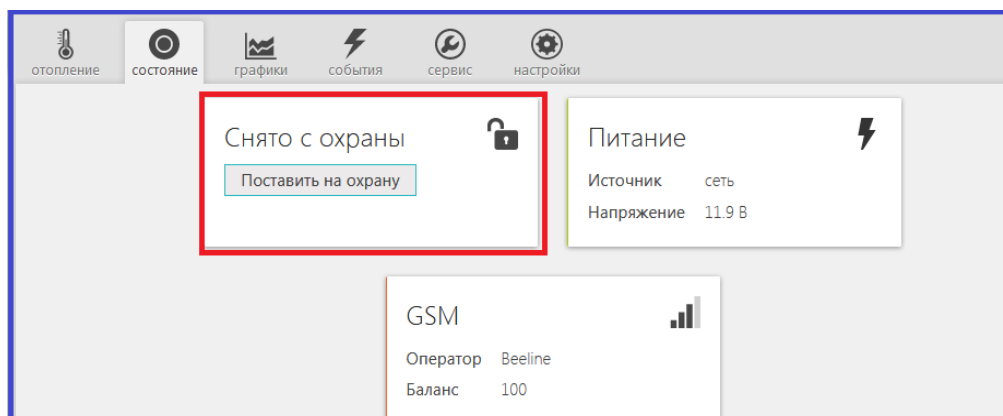 отопление состояние графики события сервис настройки
Снято с охраны
Поставить на охрану
Питание
Источник сеть
Напряжение 11.9 В
GSM
Оператор Beeline
Баланс 100